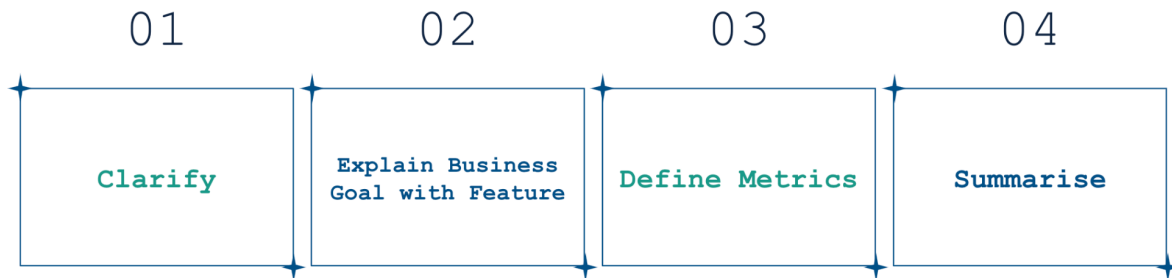 01
02
03
04
Clarify
Explain Business
Goal with Feature
Define Metrics
Summarise